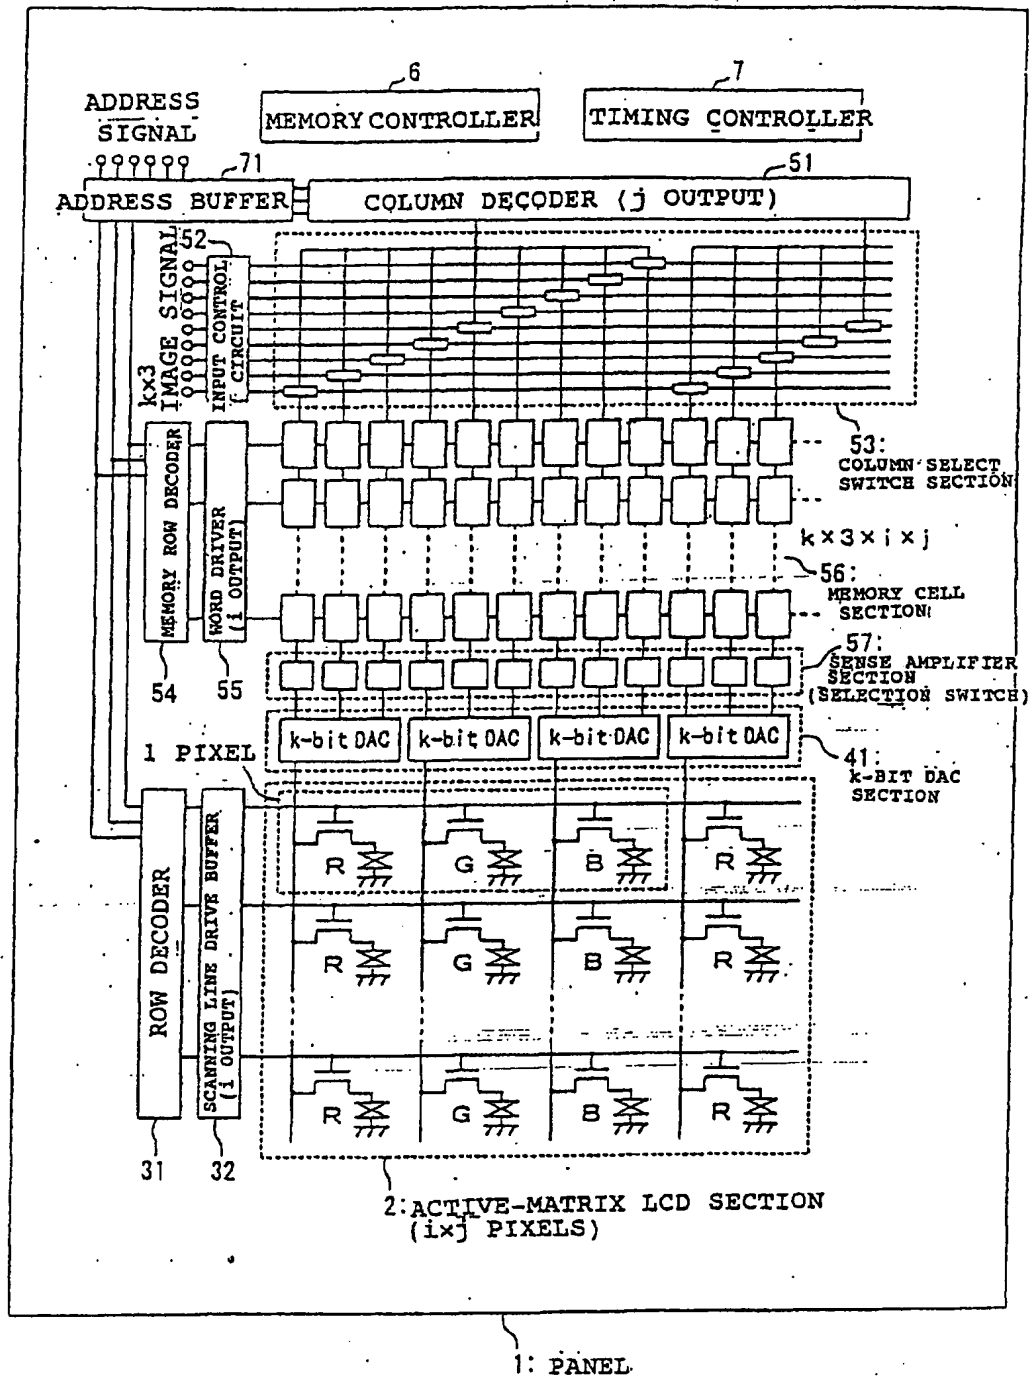 6
7
ADDRESS
SIGNAL
MEMORY CONTROLLER
TIMING CONTROLLER
71
51
ADDRESS BUFFER
COLUMN DECODER (j OUTPUT)
52
k×3
IMAGE SIGNAL
INPUT CONTROL
CIRCUIT
53:
COLUMN SELECT
SWITCH SECTION
MEMORY ROW DECODER
WORD DRIVER
(i OUTPUT)
k×3×i×j
56:
MEMORY CELL
SECTION
54
55
57:
SENSE AMPLIFIER
SECTION
(SELECTION SWITCH)
k-bit DAC
k-bit DAC
k-bit DAC
k-bit DAC
1 PIXEL
41:
k-BIT DAC
SECTION
ROW DECODER
SCANNING LINE DRIVE BUFFER
(i OUTPUT)
R
G
B
R
R
G
B
R
R
G
B
R
31
32
2: ACTIVE-MATRIX LCD SECTION
(i×j PIXELS)
1: PANEL